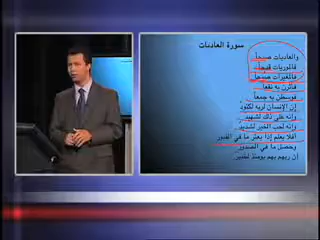 سورة العاديات
والعاديات ضبحاً
فالموريات قدحاً
فالمغيرات صبحاً
فأثرن به نقعاً
فوسطن به جمعاً
إن الإنسان لربه لكنود
وإنه على ذلك لشهيد
وإنه لحب الخير لشديد
أفلا يعلم إذا بعثر ما في القبور
وحصل ما في الصدور
إن ربهم بهم يومئذ لخبير